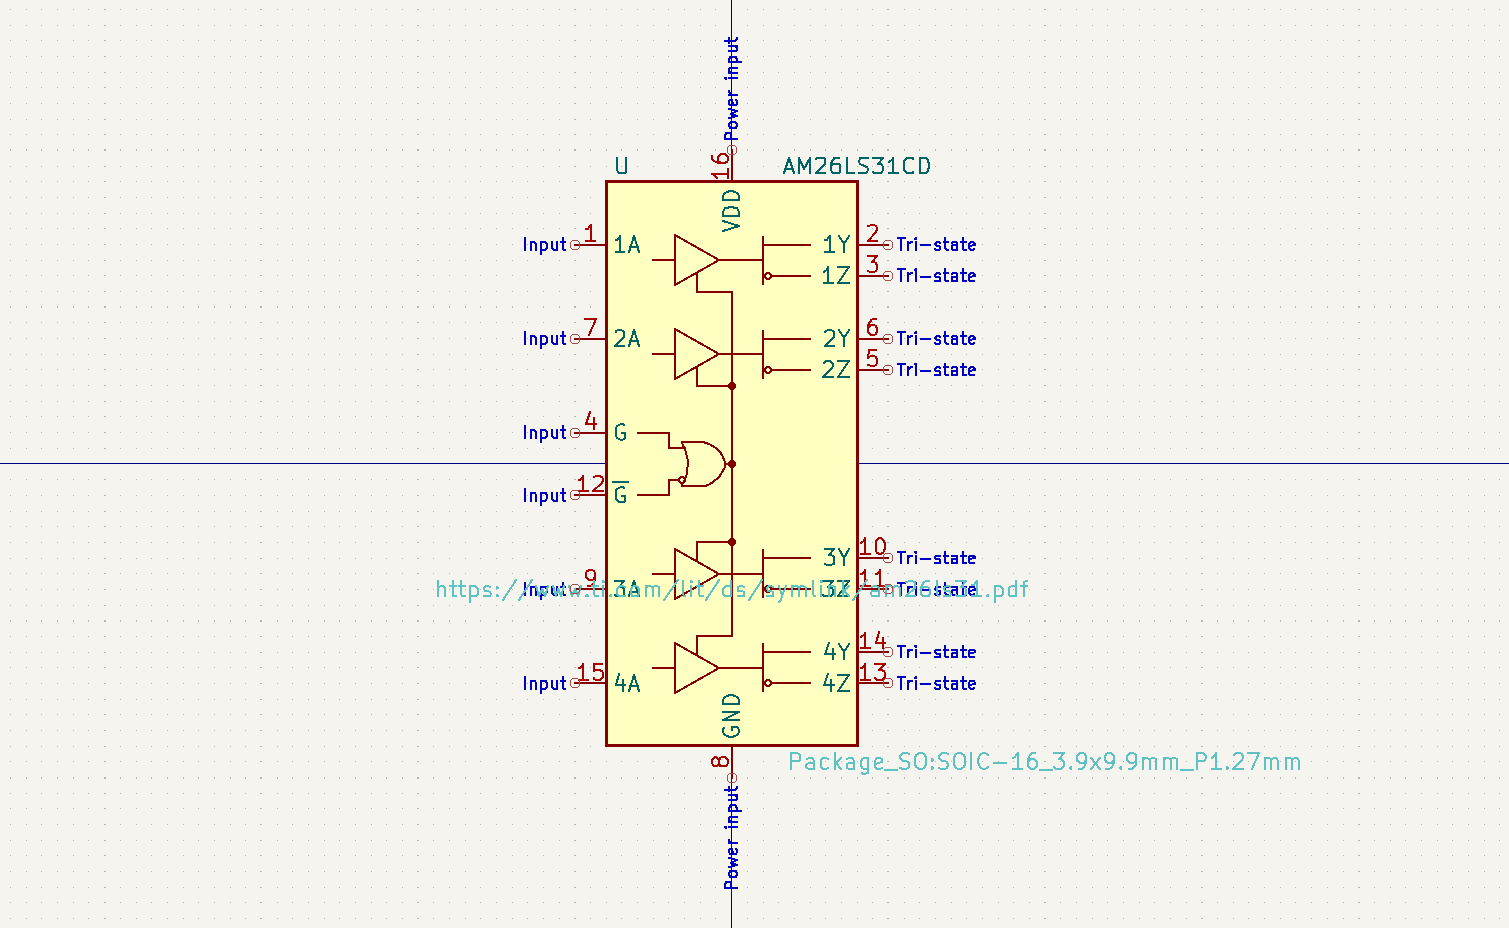 Power input
16
U
AM26LS31CD
VDD
Input 1 1A
1Y 2 Tri-state
1Z 3 Tri-state
Input 7 2A
2Y 6 Tri-state
2Z 5 Tri-state
Input 4 G
Input 12 G̅
3Y 10 Tri-state
Input 9 3A
3Z 11 Tri-state
https://www.ti.com/lit/ds/symlink/am26ls31.pdf
4Y 14 Tri-state
Input 15 4A
4Z 13 Tri-state
GND
8
Package_SO:SOIC-16_3.9x9.9mm_P1.27mm
Power input